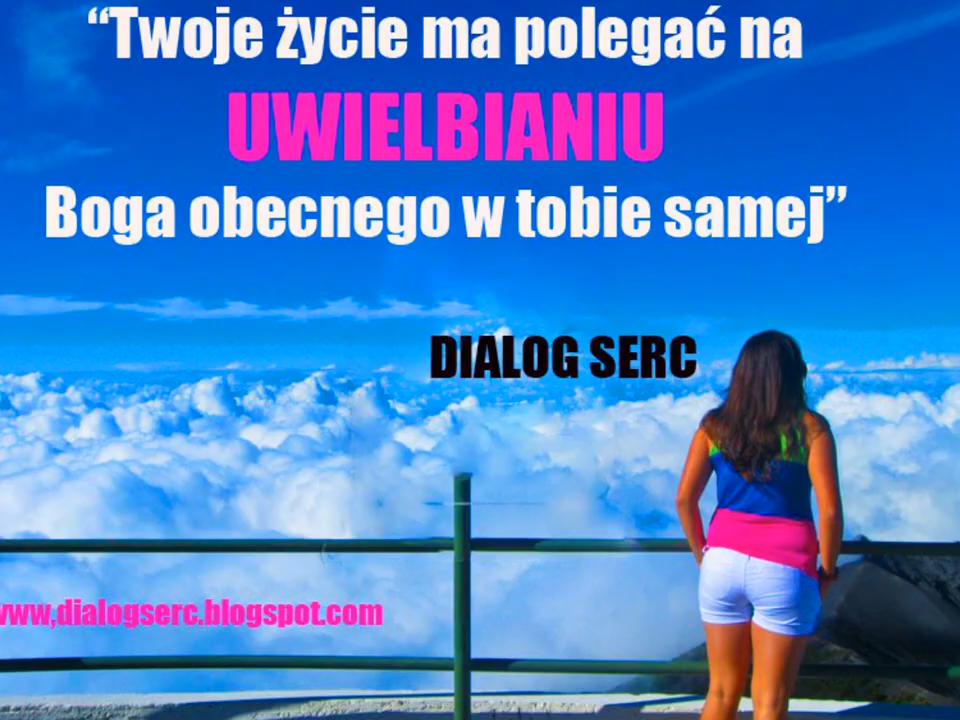 “Twoje życie ma polegać na
UWIELBIANIU
Boga obecnego w tobie samej”
DIALOG SERC
www,dialogserc.blogspot.com